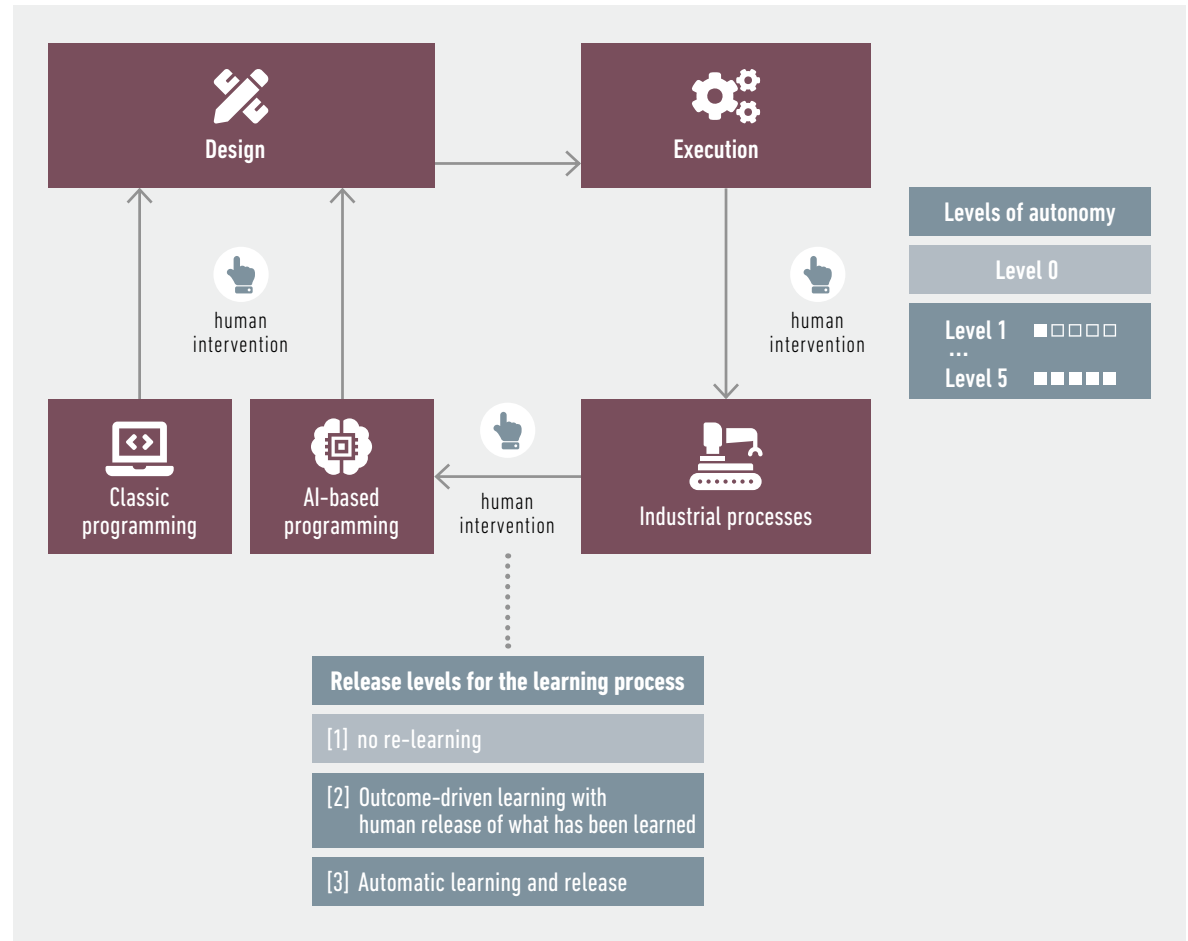 Design
Execution
Levels of autonomy
Level 0
Level 1
...
Level 5
human
intervention
human
intervention
Classic
programming
AI-based
programming
human
intervention
Industrial processes
Release levels for the learning process
[1] no re-learning
[2] Outcome-driven learning with
human release of what has been learned
[3] Automatic learning and release